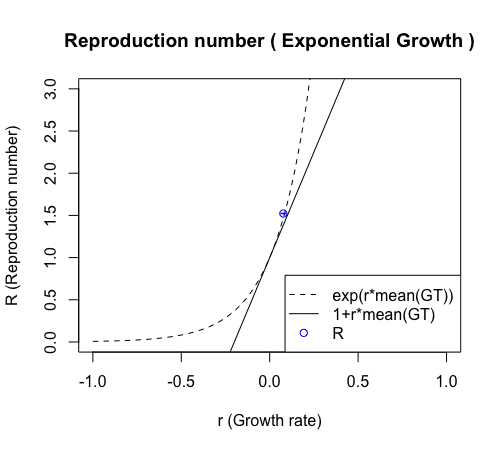 Reproduction number ( Exponential Growth )
R (Reproduction number)
3.0
2.5
2.0
1.5
1.0
0.5
0.0
exp(r*mean(GT))
1+r*mean(GT)
R
-1.0 -0.5 0.0 0.5 1.0
r (Growth rate)